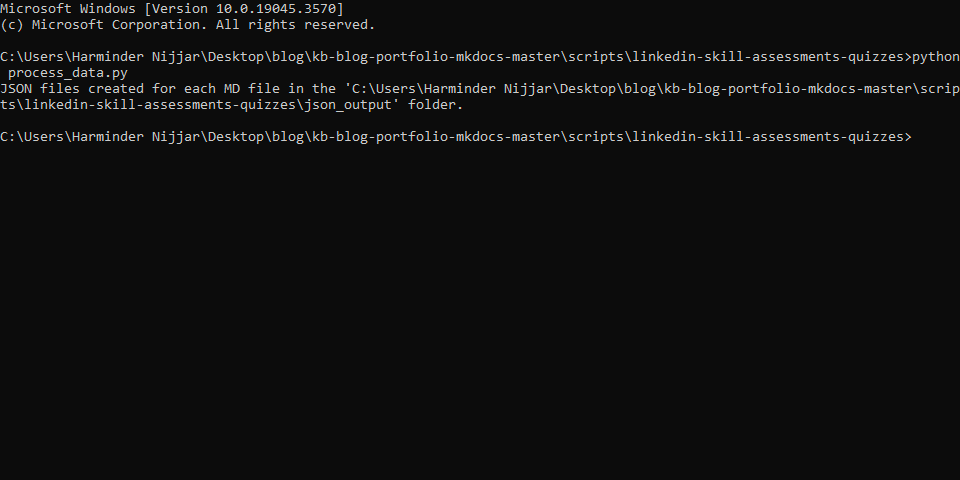 Microsoft Windows [Version 10.0.19045.3570]
(c) Microsoft Corporation. All rights reserved.
C:\Users\Harminder Nijjar\Desktop\blog\kb-blog-portfolio-mkdocs-master\scripts\linkedin-skill-assessments-quizzes>python
 process_data.py
JSON files created for each MD file in the 'C:\Users\Harminder Nijjar\Desktop\blog\kb-blog-portfolio-mkdocs-master\scrip
ts\linkedin-skill-assessments-quizzes\json_output' folder.
C:\Users\Harminder Nijjar\Desktop\blog\kb-blog-portfolio-mkdocs-master\scripts\linkedin-skill-assessments-quizzes>